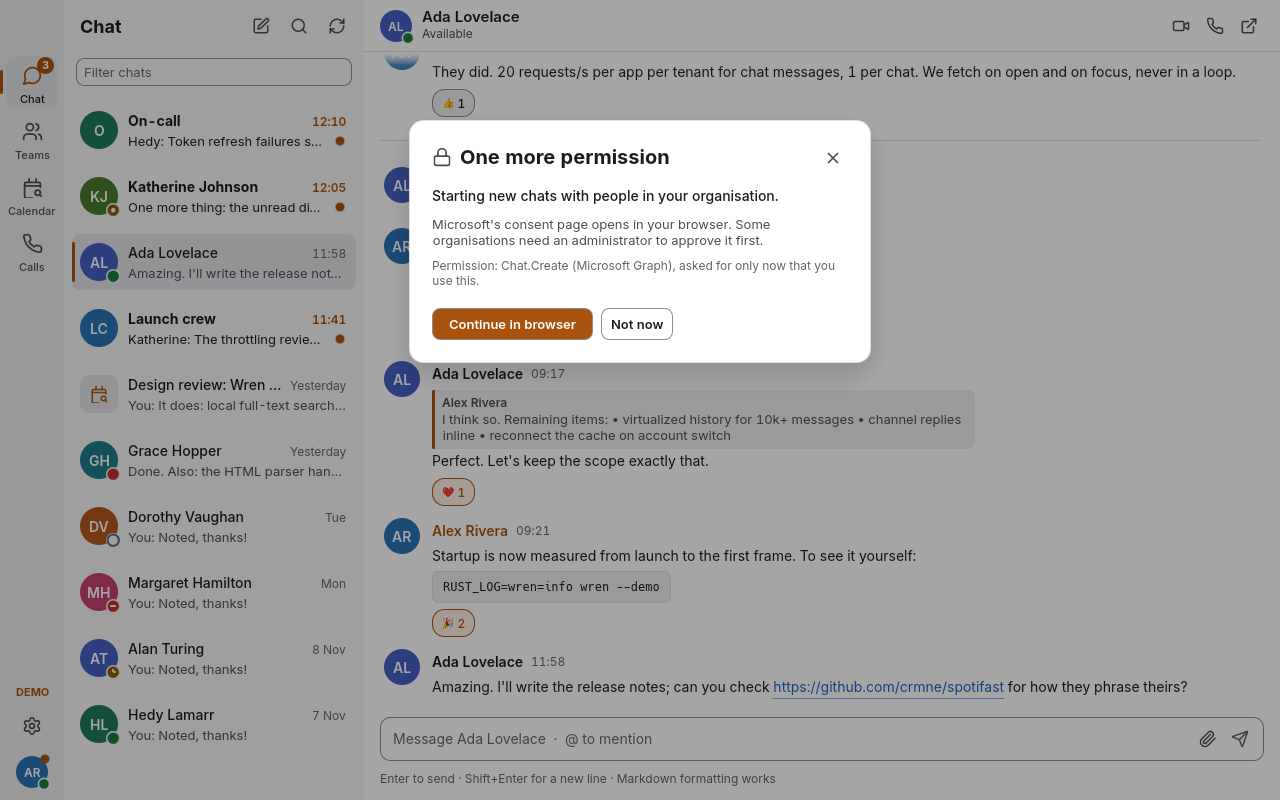 3
Chat
Teams
Calendar
Calls
DEMO
AR
Chat
Filter chats
O
On-call
12:10
Hedy: Token refresh failures s...
KJ
Katherine Johnson
12:05
One more thing: the unread di...
AL
Ada Lovelace
11:58
Amazing. I'll write the release not...
LC
Launch crew
11:41
Katherine: The throttling revie...
Design review: Wren ...
Yesterday
You: It does: local full-text search...
GH
Grace Hopper
Yesterday
Done. Also: the HTML parser han...
DV
Dorothy Vaughan
Tue
You: Noted, thanks!
MH
Margaret Hamilton
Mon
You: Noted, thanks!
AT
Alan Turing
8 Nov
You: Noted, thanks!
HL
Hedy Lamarr
7 Nov
You: Noted, thanks!
AL
Ada Lovelace
Available
They did. 20 requests/s per app per tenant for chat messages, 1 per chat. We fetch on open and on focus, never in a loop.
👍 1
One more permission
Starting new chats with people in your organisation.
Microsoft's consent page opens in your browser. Some
organisations need an administrator to approve it first.
Permission: Chat.Create (Microsoft Graph), asked for only now that you
use this.
Continue in browser
Not now
AL
Ada Lovelace 09:17
Alex Rivera
I think so. Remaining items: • virtualized history for 10k+ messages • channel replies
inline • reconnect the cache on account switch
Perfect. Let's keep the scope exactly that.
❤️ 1
AR
Alex Rivera 09:21
Startup is now measured from launch to the first frame. To see it yourself:
RUST_LOG=wren=info wren --demo
🎉 2
AL
Ada Lovelace 11:58
Amazing. I'll write the release notes; can you check https://github.com/crmne/spotifast for how they phrase theirs?
Message Ada Lovelace · @ to mention
Enter to send · Shift+Enter for a new line · Markdown formatting works